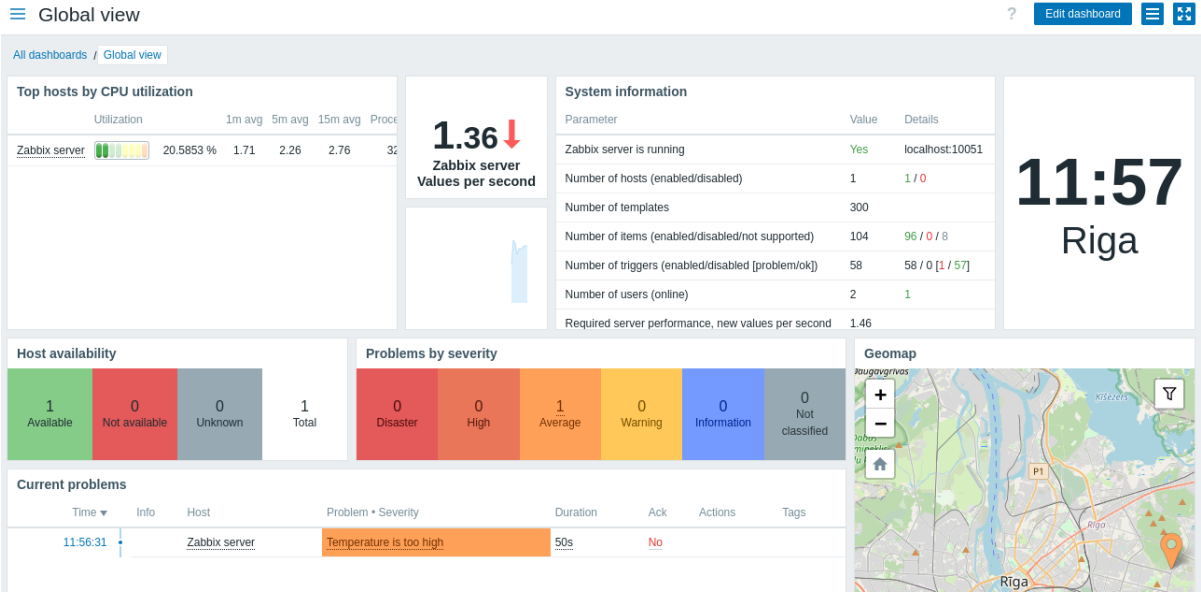 Global view
?
Edit dashboard
All dashboards / Global view
Top hosts by CPU utilization
Utilization 1m avg 5m avg 15m avg Proce
Zabbix server 20.5853 % 1.71 2.26 2.76 32
1.36
Zabbix server
Values per second
System information
Parameter Value Details
Zabbix server is running Yes localhost:10051
Number of hosts (enabled/disabled) 1 1 / 0
Number of templates 300
Number of items (enabled/disabled/not supported) 104 96 / 0 / 8
Number of triggers (enabled/disabled [problem/ok]) 58 58 / 0 [1 / 57]
Number of users (online) 2 1
Required server performance, new values per second 1.46
11:57
Riga
Host availability
1 Available
0 Not available
0 Unknown
1 Total
Problems by severity
0 Disaster
0 High
1 Average
0 Warning
0 Information
0 Not
classified
Geomap
Daugavgrīvas
+
−
Ķīšezers
Dabas
P1
Rīga
Rīga
Current problems
Time Info Host Problem • Severity Duration Ack Actions Tags
11:56:31 Zabbix server Temperature is too high 50s No